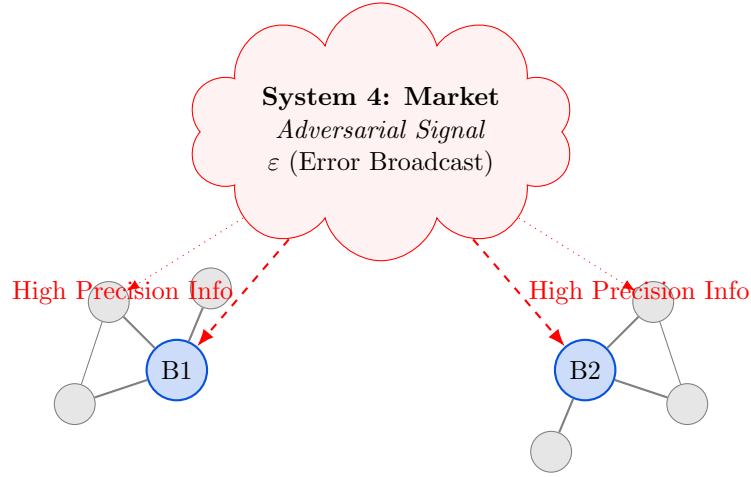 System 4: Market
Adversarial Signal
ε (Error Broadcast)
High Precision Info
High Precision Info
B1
B2